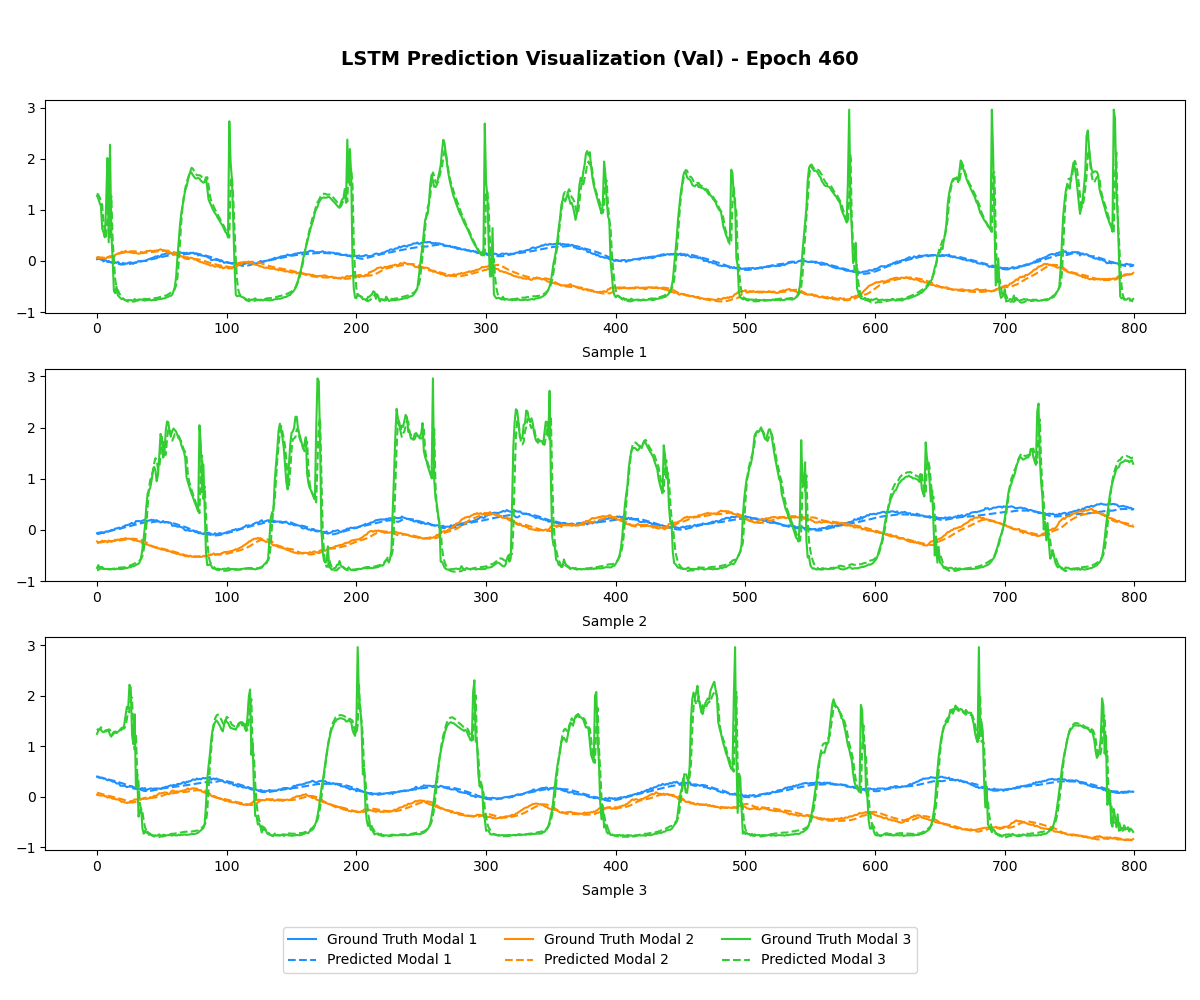 LSTM Prediction Visualization (Val) - Epoch 460
3
2
1
0
−1
0 100 200 300 400 500 600 700 800
Sample 1
3
2
1
0
−1
0 100 200 300 400 500 600 700 800
Sample 2
3
2
1
0
−1
0 100 200 300 400 500 600 700 800
Sample 3
Ground Truth Modal 1 Ground Truth Modal 2 Ground Truth Modal 3
Predicted Modal 1 Predicted Modal 2 Predicted Modal 3